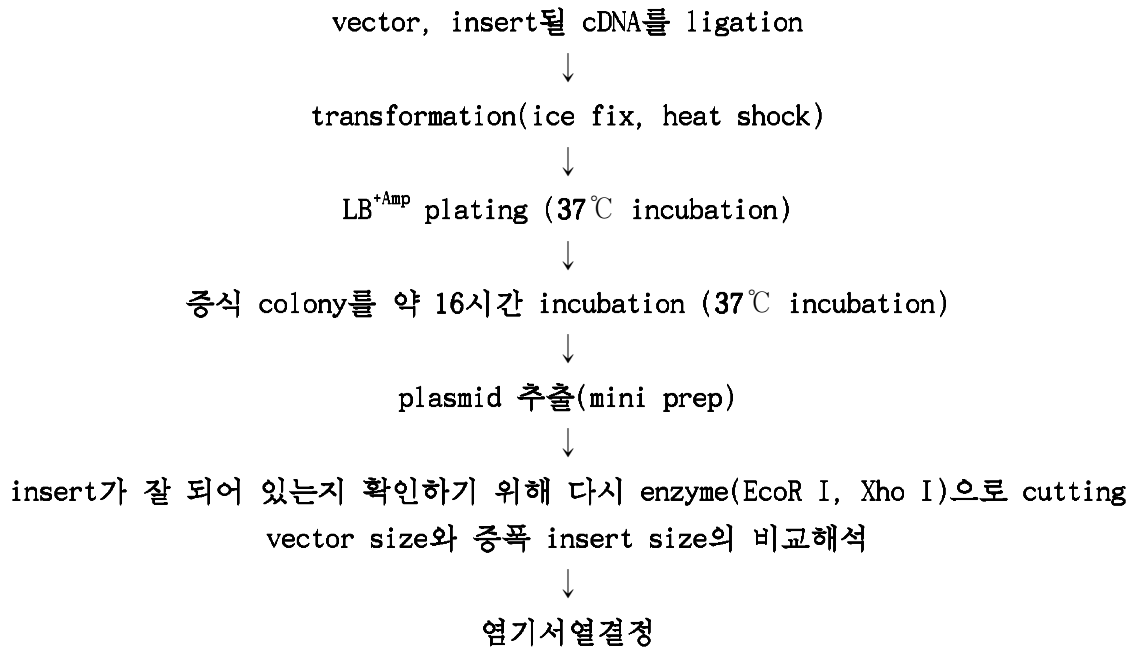 vector, insert될 cDNA를 ligation
↓
transformation(ice fix, heat shock)
↓
LB+Amp plating (37℃ incubation)
↓
증식 colony를 약 16시간 incubation (37℃ incubation)
↓
plasmid 추출(mini prep)
↓
insert가 잘 되어 있는지 확인하기 위해 다시 enzyme(EcoR I, Xho I)으로 cutting
vector size와 증폭 insert size의 비교해석
↓
염기서열결정